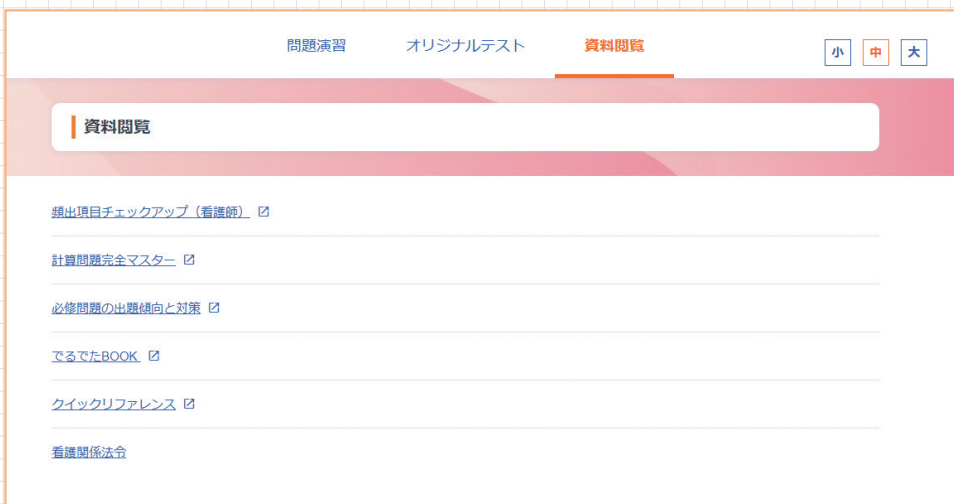 問題演習 オリジナルテスト 資料閲覧 小 中 大
資料閲覧
頻出項目チェックアップ（看護師）
計算問題完全マスター
必修問題の出題傾向と対策
でるでたBOOK
クイックリファレンス
看護関係法令